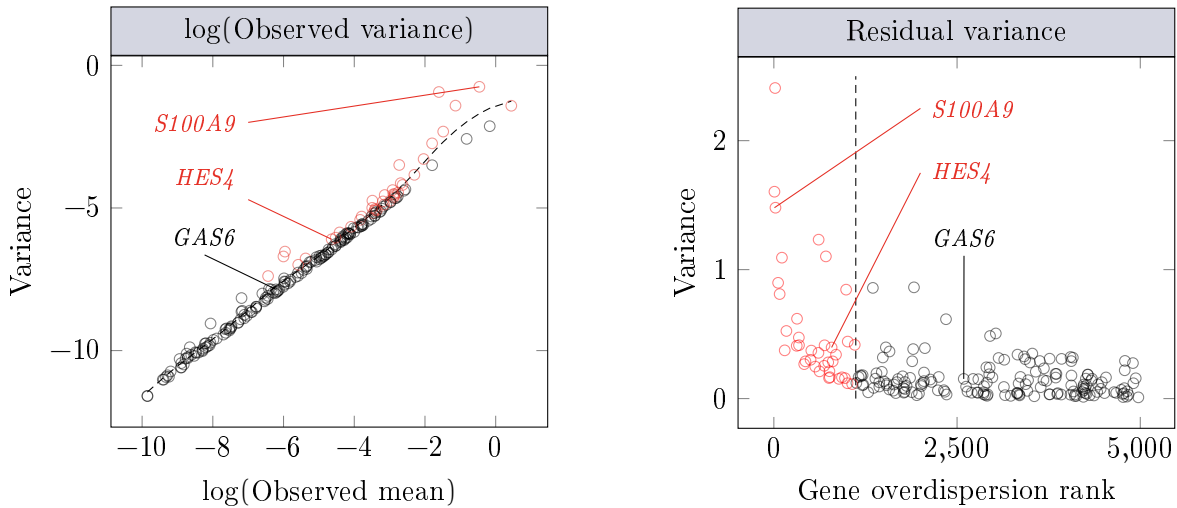 log(Observed variance)
0
−5
−10
Variance
S100A9
HES4
GAS6
−10 −8 −6 −4 −2 0
log(Observed mean)
Residual variance
2
1
0
Variance
S100A9
HES4
GAS6
0 2,500 5,000
Gene overdispersion rank